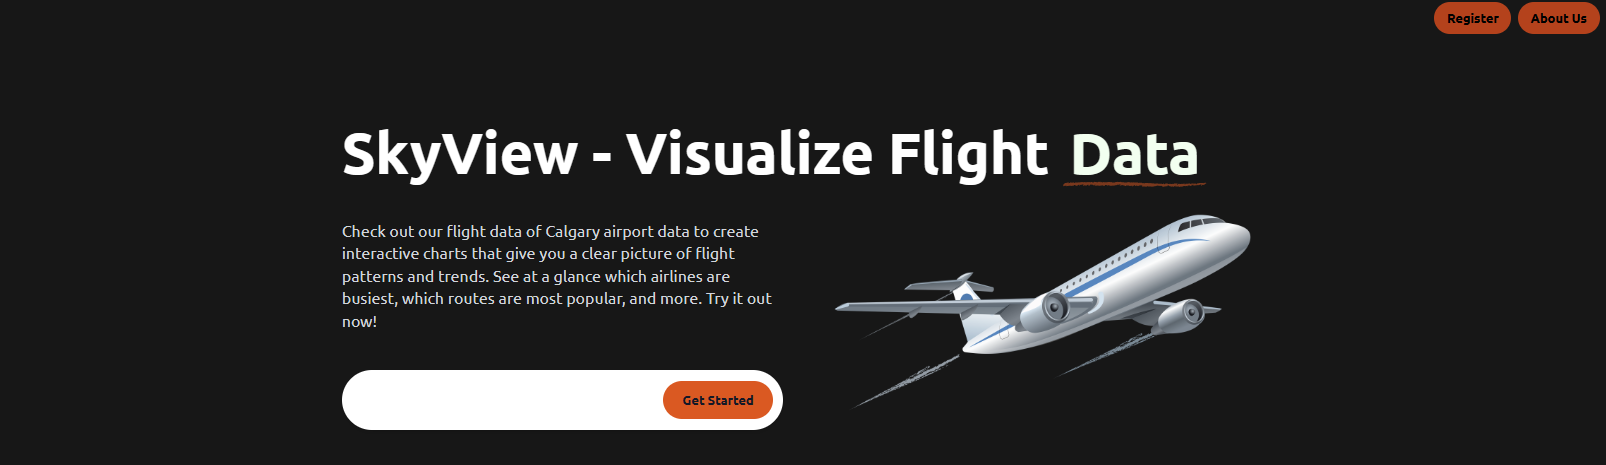 Register
About Us
SkyView - Visualize Flight Data
Check out our flight data of Calgary airport data to create
interactive charts that give you a clear picture of flight
patterns and trends. See at a glance which airlines are
busiest, which routes are most popular, and more. Try it out
now!
Get Started